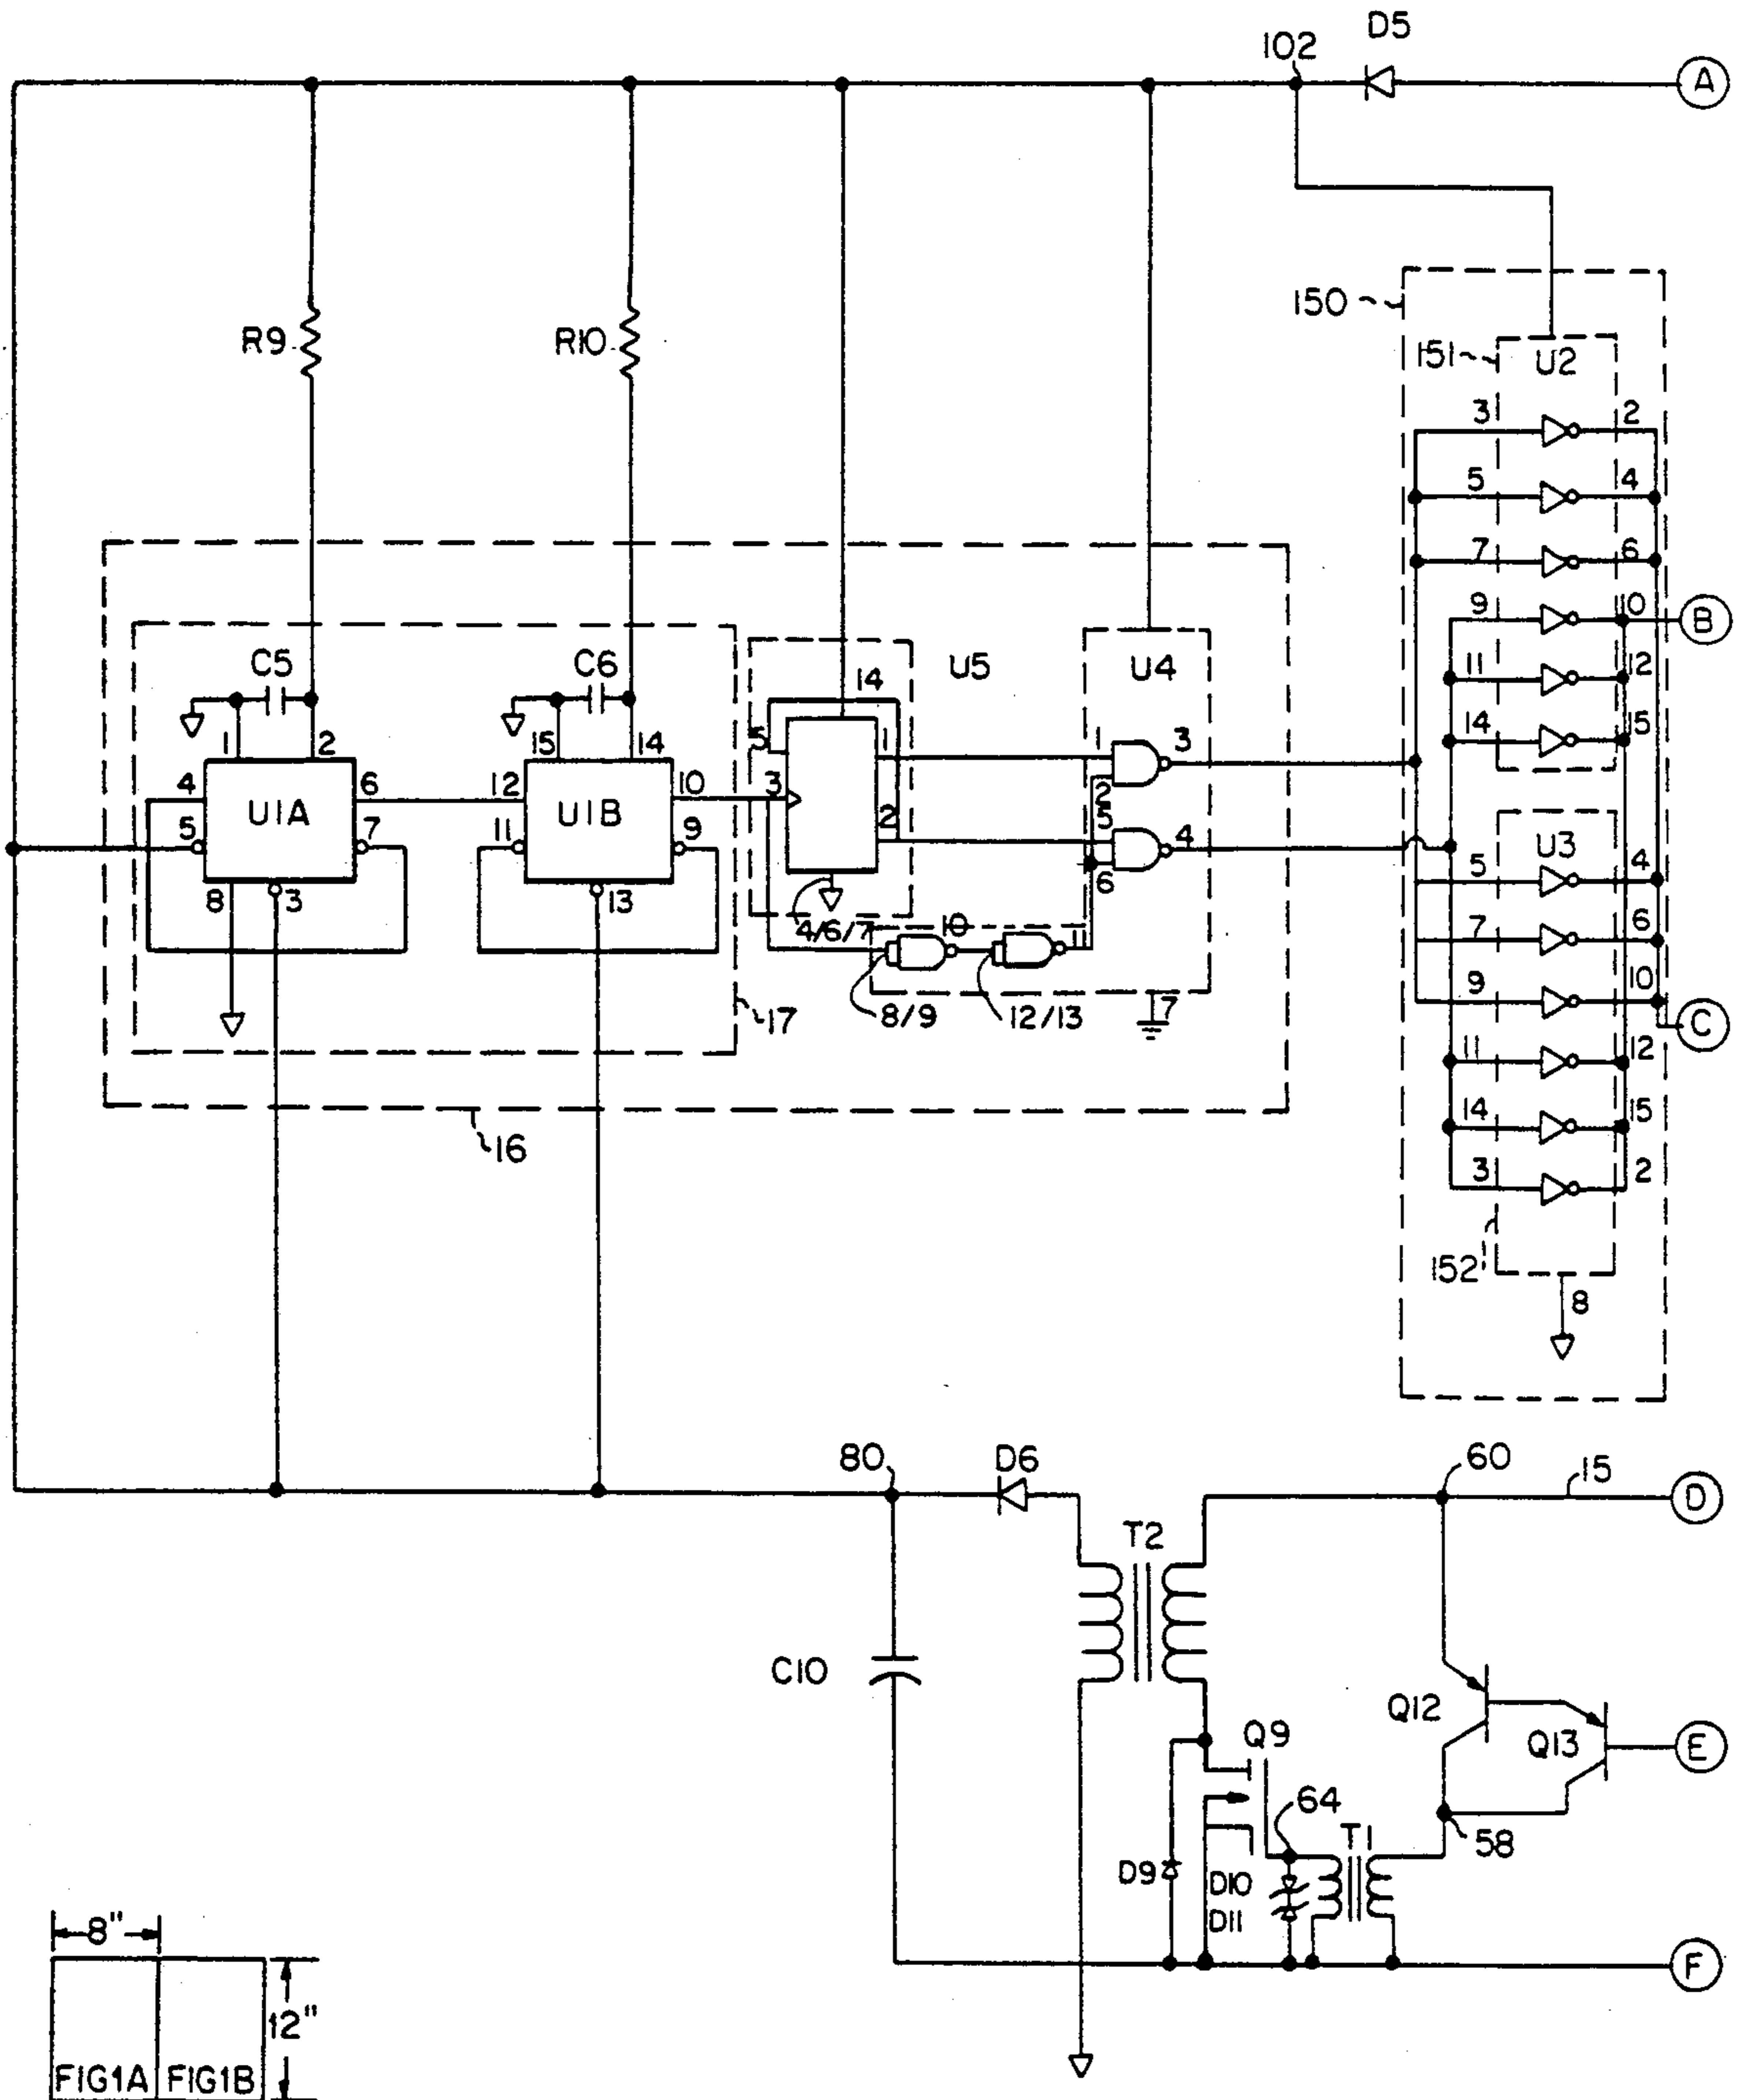 D5
102
A
R9
R10
150
151
U2
3 2
5 4
7 6
9 10
B
11 12
14 15
C5
C6
U5
U4
14
1 2
15 14
5
1
1
3
2
4
6
12
10
3
U1A
U1B
5
7
11
9
2
5
4
6
U3
8
3
13
4/6/7
10
11
5 4
7 6
9 10
C
8/9
12/13
7
17
11 12
14 15
16
3 2
152
8
80
D6
60
15
D
T2
C10
Q12
Q13
E
Q9
64
T1
58
D9
D10
D11
F
8"
12"
FIG1A
FIG1B